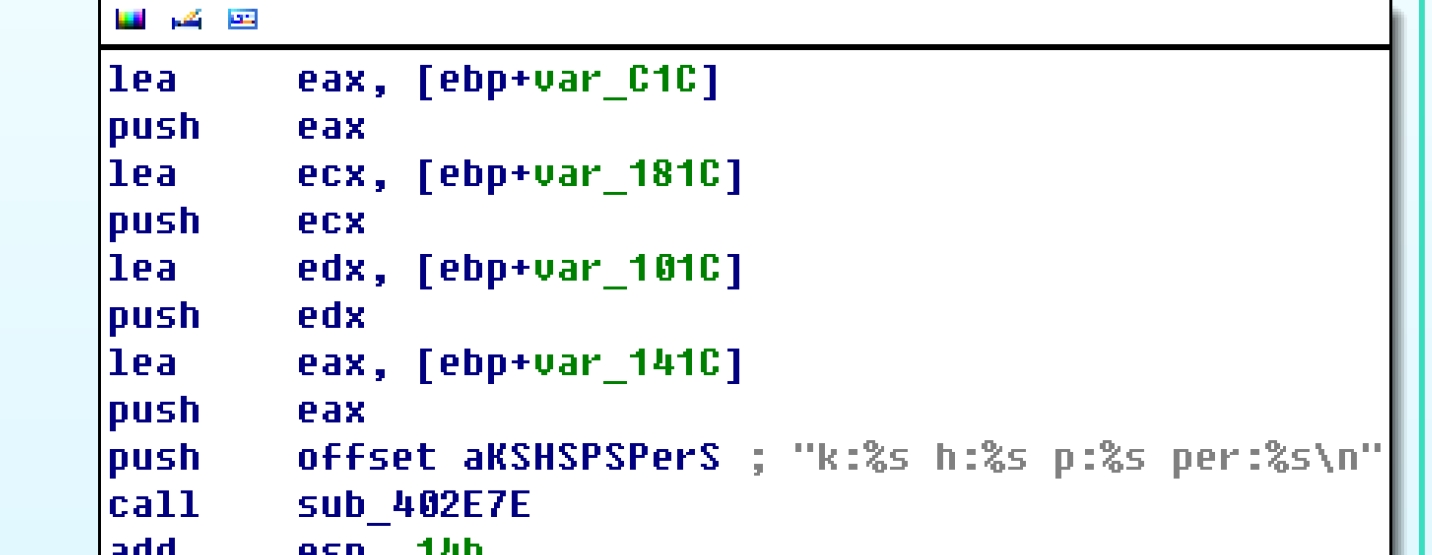 lea eax, [ebp+var_C1C]
push eax
lea ecx, [ebp+var_181C]
push ecx
lea edx, [ebp+var_101C]
push edx
lea eax, [ebp+var_141C]
push eax
push offset aKSHSPSPerS ; "k:%s h:%s p:%s per:%s\n"
call sub_402E7E
add esp, 14h